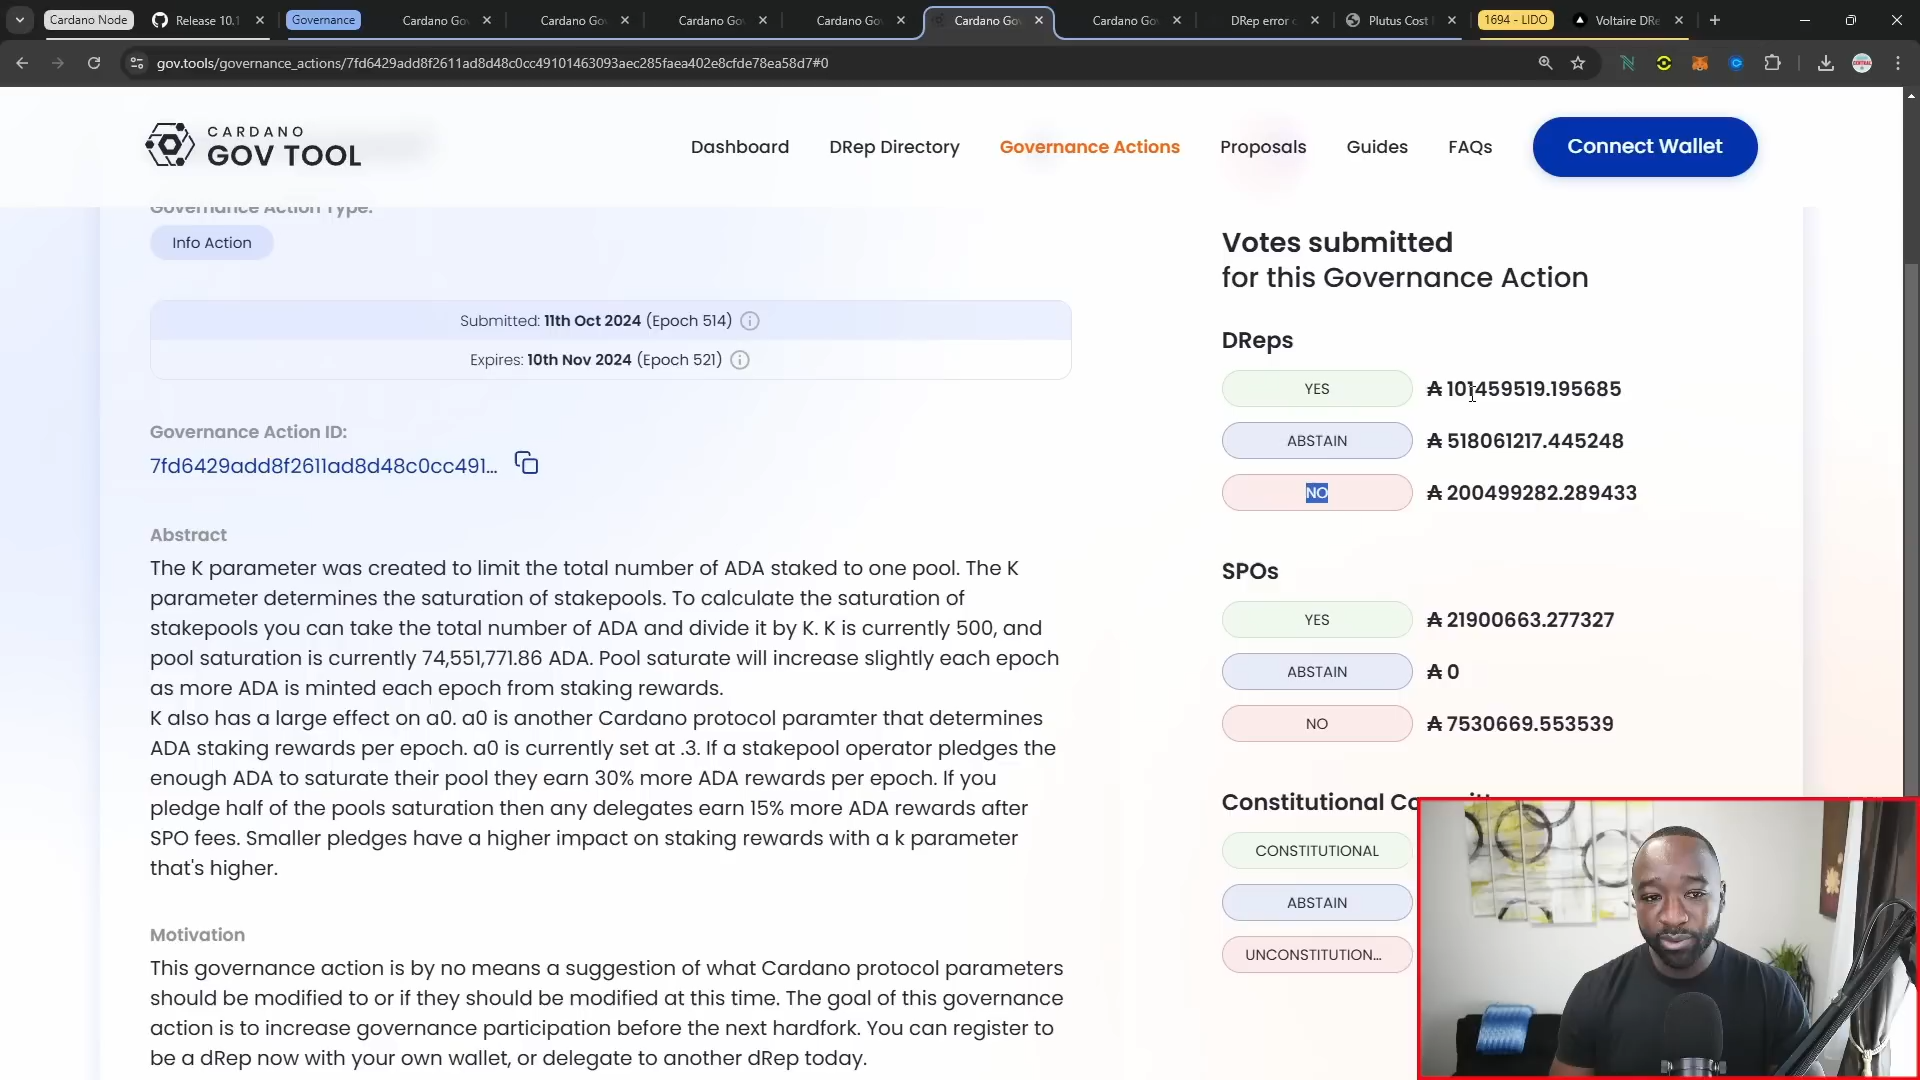 Cardano Node
Release 10.1
Governance
Cardano Go
Cardano Go
Cardano Go
Cardano Go
Cardano Go
Cardano Go
DRep error
Plutus Cost
1694 - LIDO
Voltaire DRe
gov.tools/governance_actions/7fd6429add8f2611ad8d48c0cc49101463093aec285faea402e8cfde78ea58d7#0
CARDANO
GOV TOOL
Dashboard
DRep Directory
Governance Actions
Proposals
Guides
FAQs
Connect Wallet
Governance Action Type:
Info Action
Submitted: 11th Oct 2024 (Epoch 514)
Expires: 10th Nov 2024 (Epoch 521)
Governance Action ID:
7fd6429add8f2611ad8d48c0cc491...
Abstract
The K parameter was created to limit the total number of ADA staked to one pool. The K
parameter determines the saturation of stakepools. To calculate the saturation of
stakepools you can take the total number of ADA and divide it by K. K is currently 500, and
pool saturation is currently 74,551,771.86 ADA. Pool saturate will increase slightly each epoch
as more ADA is minted each epoch from staking rewards.
K also has a large effect on a0. a0 is another Cardano protocol paramter that determines
ADA staking rewards per epoch. a0 is currently set at .3. If a stakepool operator pledges the
enough ADA to saturate their pool they earn 30% more ADA rewards per epoch. If you
pledge half of the pools saturation then any delegates earn 15% more ADA rewards after
SPO fees. Smaller pledges have a higher impact on staking rewards with a k parameter
that's higher.
Motivation
This governance action is by no means a suggestion of what Cardano protocol parameters
should be modified to or if they should be modified at this time. The goal of this governance
action is to increase governance participation before the next hardfork. You can register to
be a dRep now with your own wallet, or delegate to another dRep today.
Votes submitted
for this Governance Action
DReps
YES ₳ 101459519.195685
ABSTAIN ₳ 518061217.445248
NO ₳ 200499282.289433
SPOs
YES ₳ 21900663.277327
ABSTAIN ₳ 0
NO ₳ 7530669.553539
Constitutional Committ
CONSTITUTIONAL
ABSTAIN
UNCONSTITUTION...